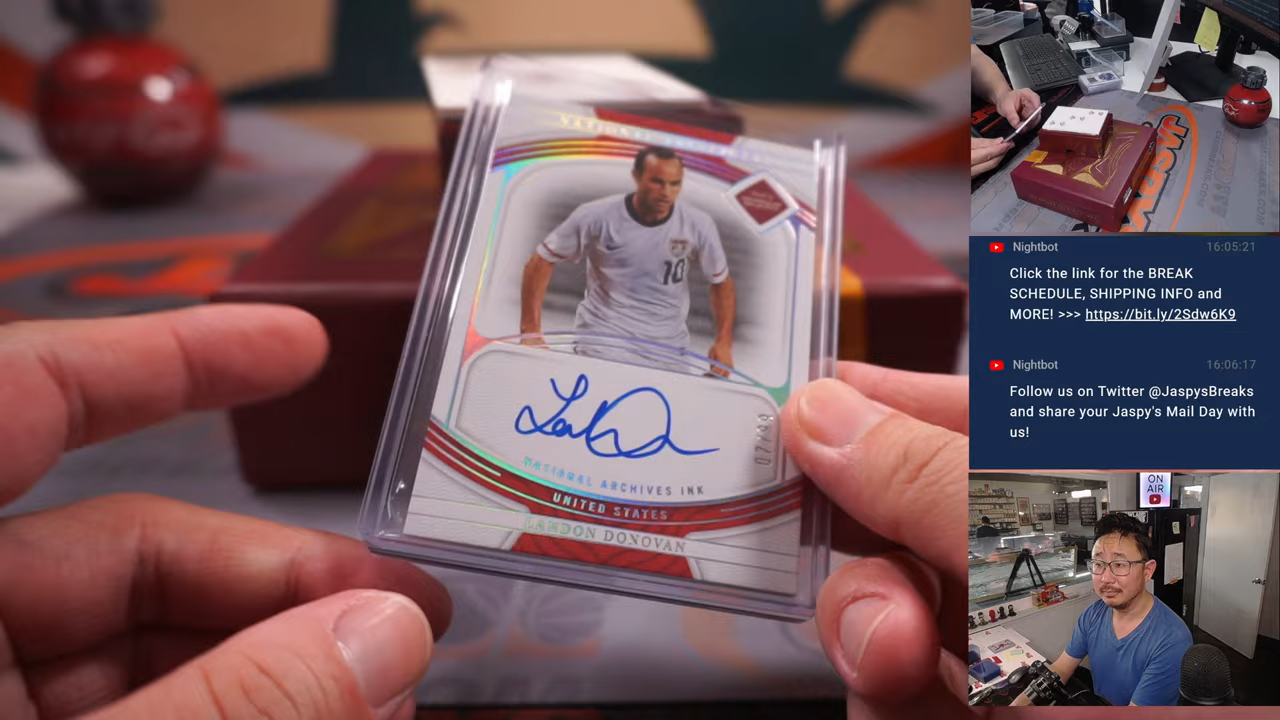 10
NATIONAL ARCHIVES INK
UNITED STATES
LANDON DONOVAN
JASPY
Nightbot
16:05:21
Click the link for the BREAK
SCHEDULE, SHIPPING INFO and
MORE! >>> https://bit.ly/2Sdw6K9
Nightbot
16:06:17
Follow us on Twitter @JaspysBreaks
and share your Jaspy's Mail Day with
us!
ON
AIR